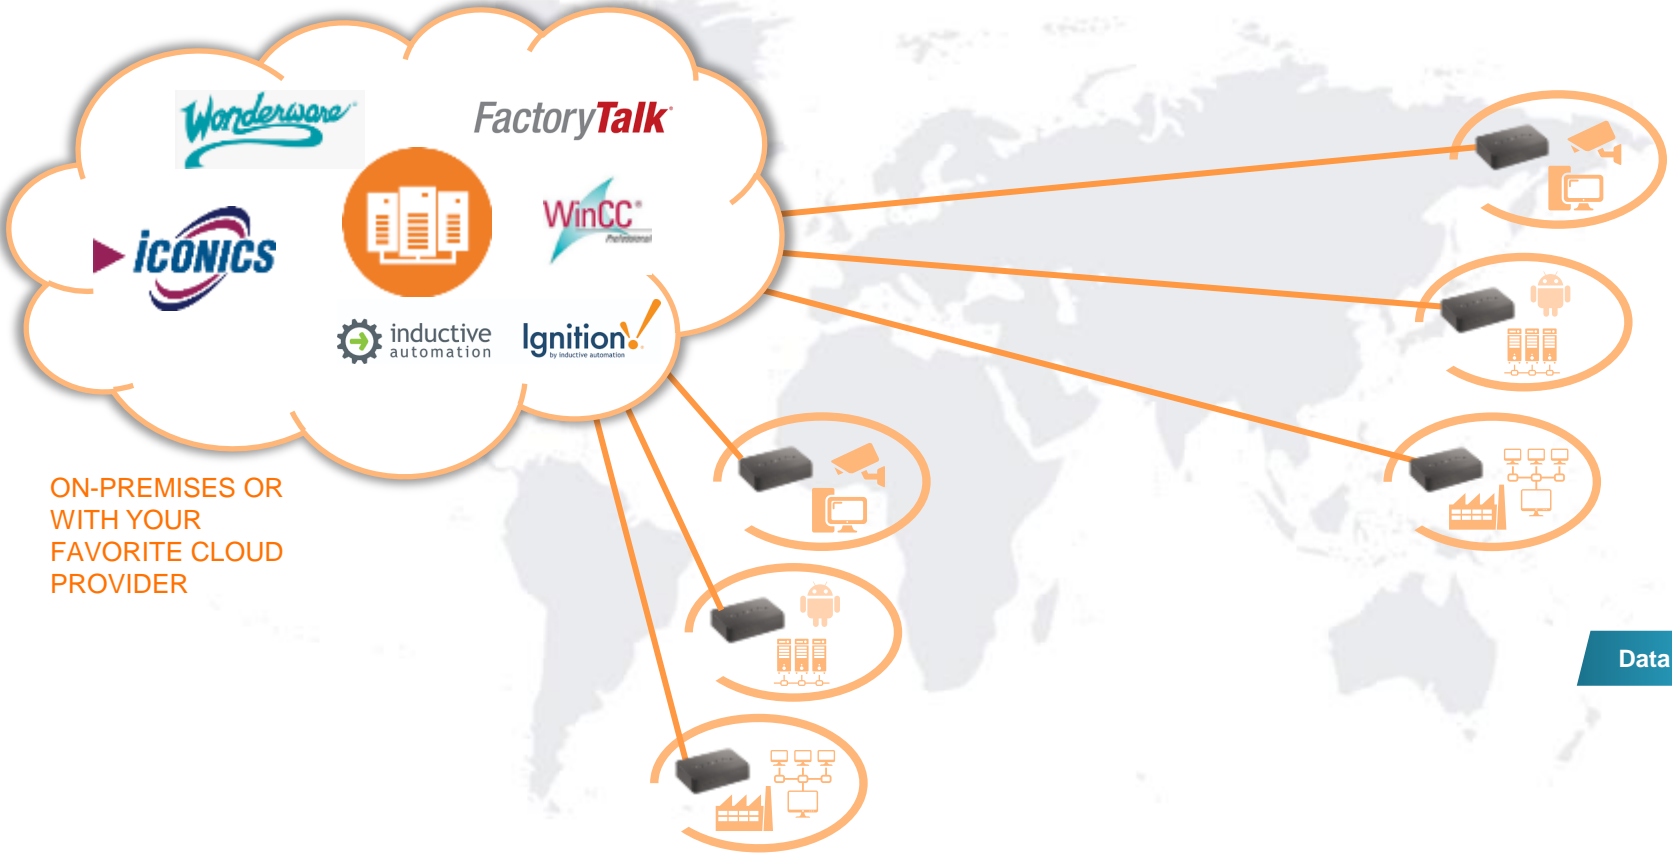 Wonderware
FactoryTalk
WinCC
Professional
ICONICS
inductive
automation
Ignition!
by inductive automation
ON-PREMISES OR
WITH YOUR
FAVORITE CLOUD
PROVIDER
Data